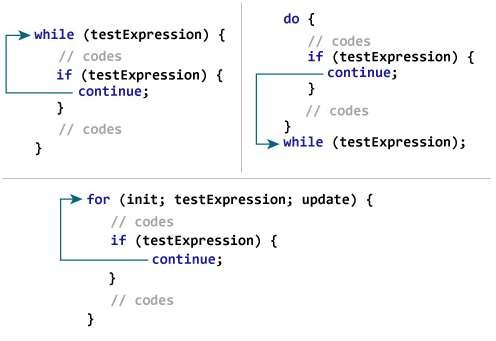 while (testExpression) {
// codes
if (testExpression) {
continue;
}
// codes
}
do {
// codes
if (testExpression) {
continue;
}
// codes
}
while (testExpression);
for (init; testExpression; update) {
// codes
if (testExpression) {
continue;
}
// codes
}